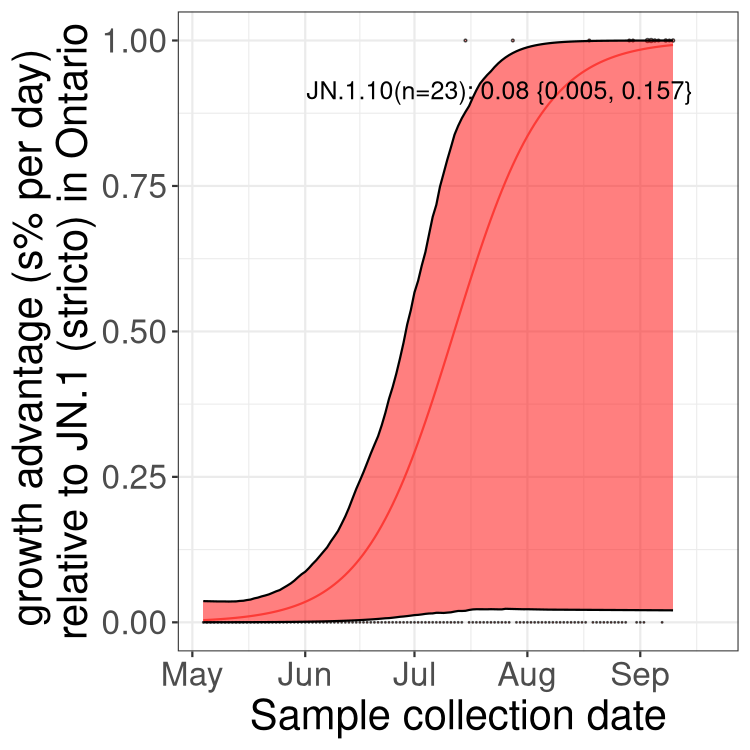 growth advantage (s% per day)
relative to JN.1 (stricto) in Ontario
1.00
0.75
0.50
0.25
0.00
JN.1.10(n=23): 0.08 {0.005, 0.157}
May Jun Jul Aug Sep
Sample collection date